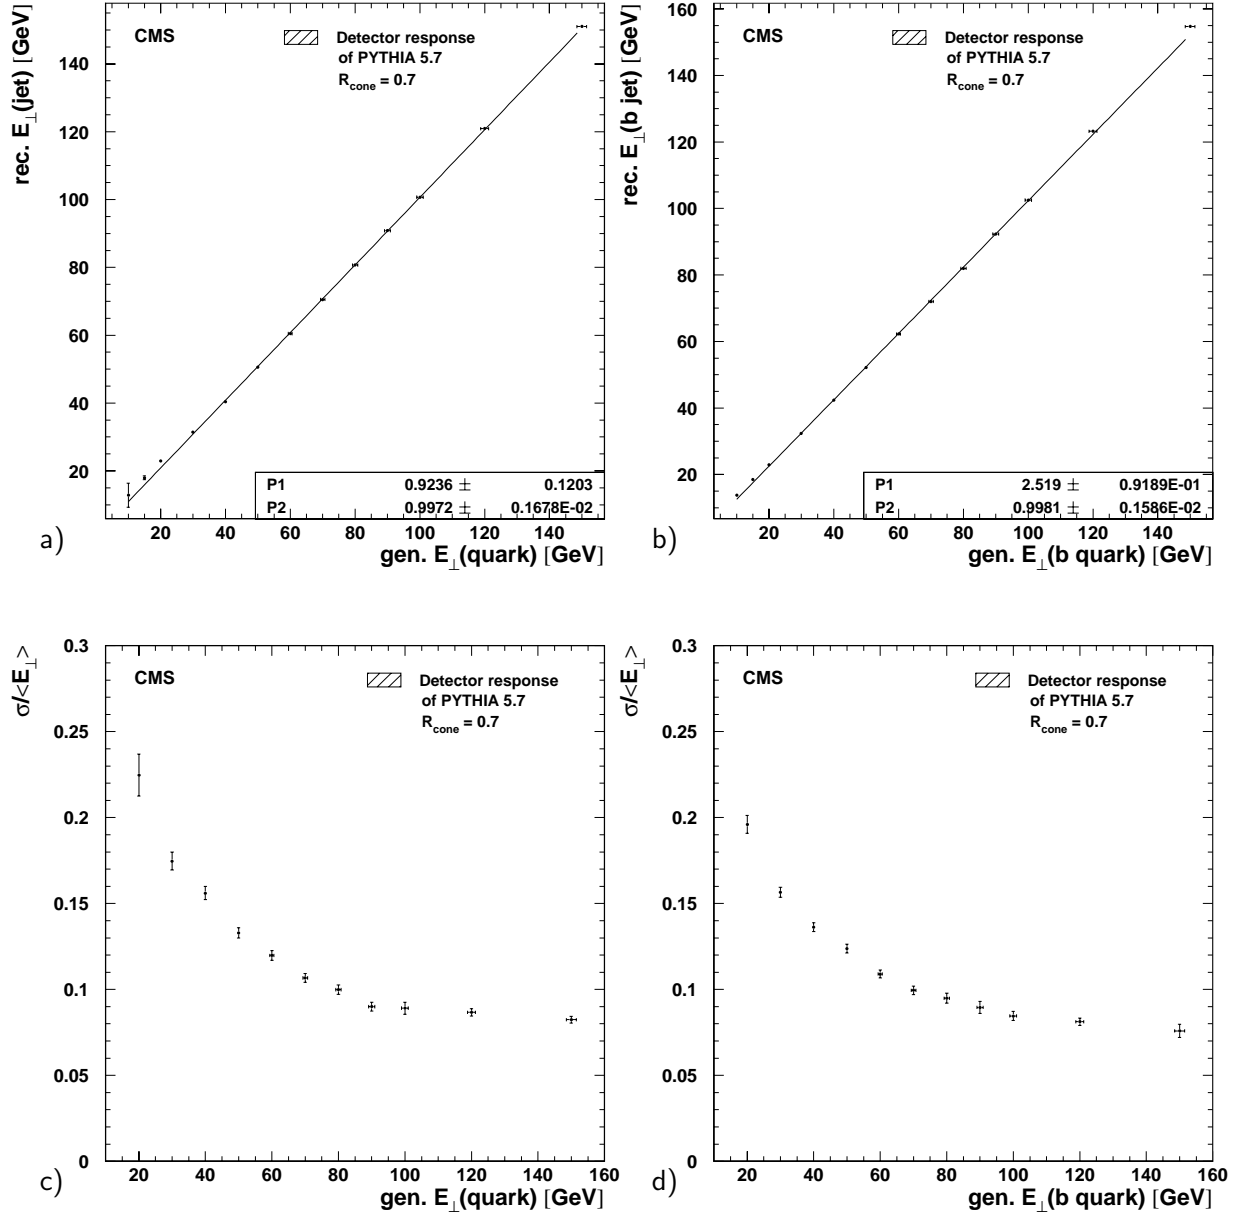 rec. E⊥(jet) [GeV]
CMS
Detector response
of PYTHIA 5.7
Rcone = 0.7
140
120
100
80
60
40
20
P1 0.9236 ± 0.1203
P2 0.9972 ± 0.1678E-02
20 40 60 80 100 120 140
a)
gen. E⊥(quark) [GeV]
rec. E⊥(b jet) [GeV]
CMS
Detector response
of PYTHIA 5.7
Rcone = 0.7
160
140
120
100
80
60
40
20
P1 2.519 ± 0.9189E-01
P2 0.9981 ± 0.1586E-02
20 40 60 80 100 120 140
b)
gen. E⊥(b quark) [GeV]
σ/<E⊥>
CMS
Detector response
of PYTHIA 5.7
Rcone = 0.7
0.3
0.25
0.2
0.15
0.1
0.05
0
20 40 60 80 100 120 140 160
c)
gen. E⊥(quark) [GeV]
σ/<E⊥>
CMS
Detector response
of PYTHIA 5.7
Rcone = 0.7
0.3
0.25
0.2
0.15
0.1
0.05
0
20 40 60 80 100 120 140 160
d)
gen. E⊥(b quark) [GeV]